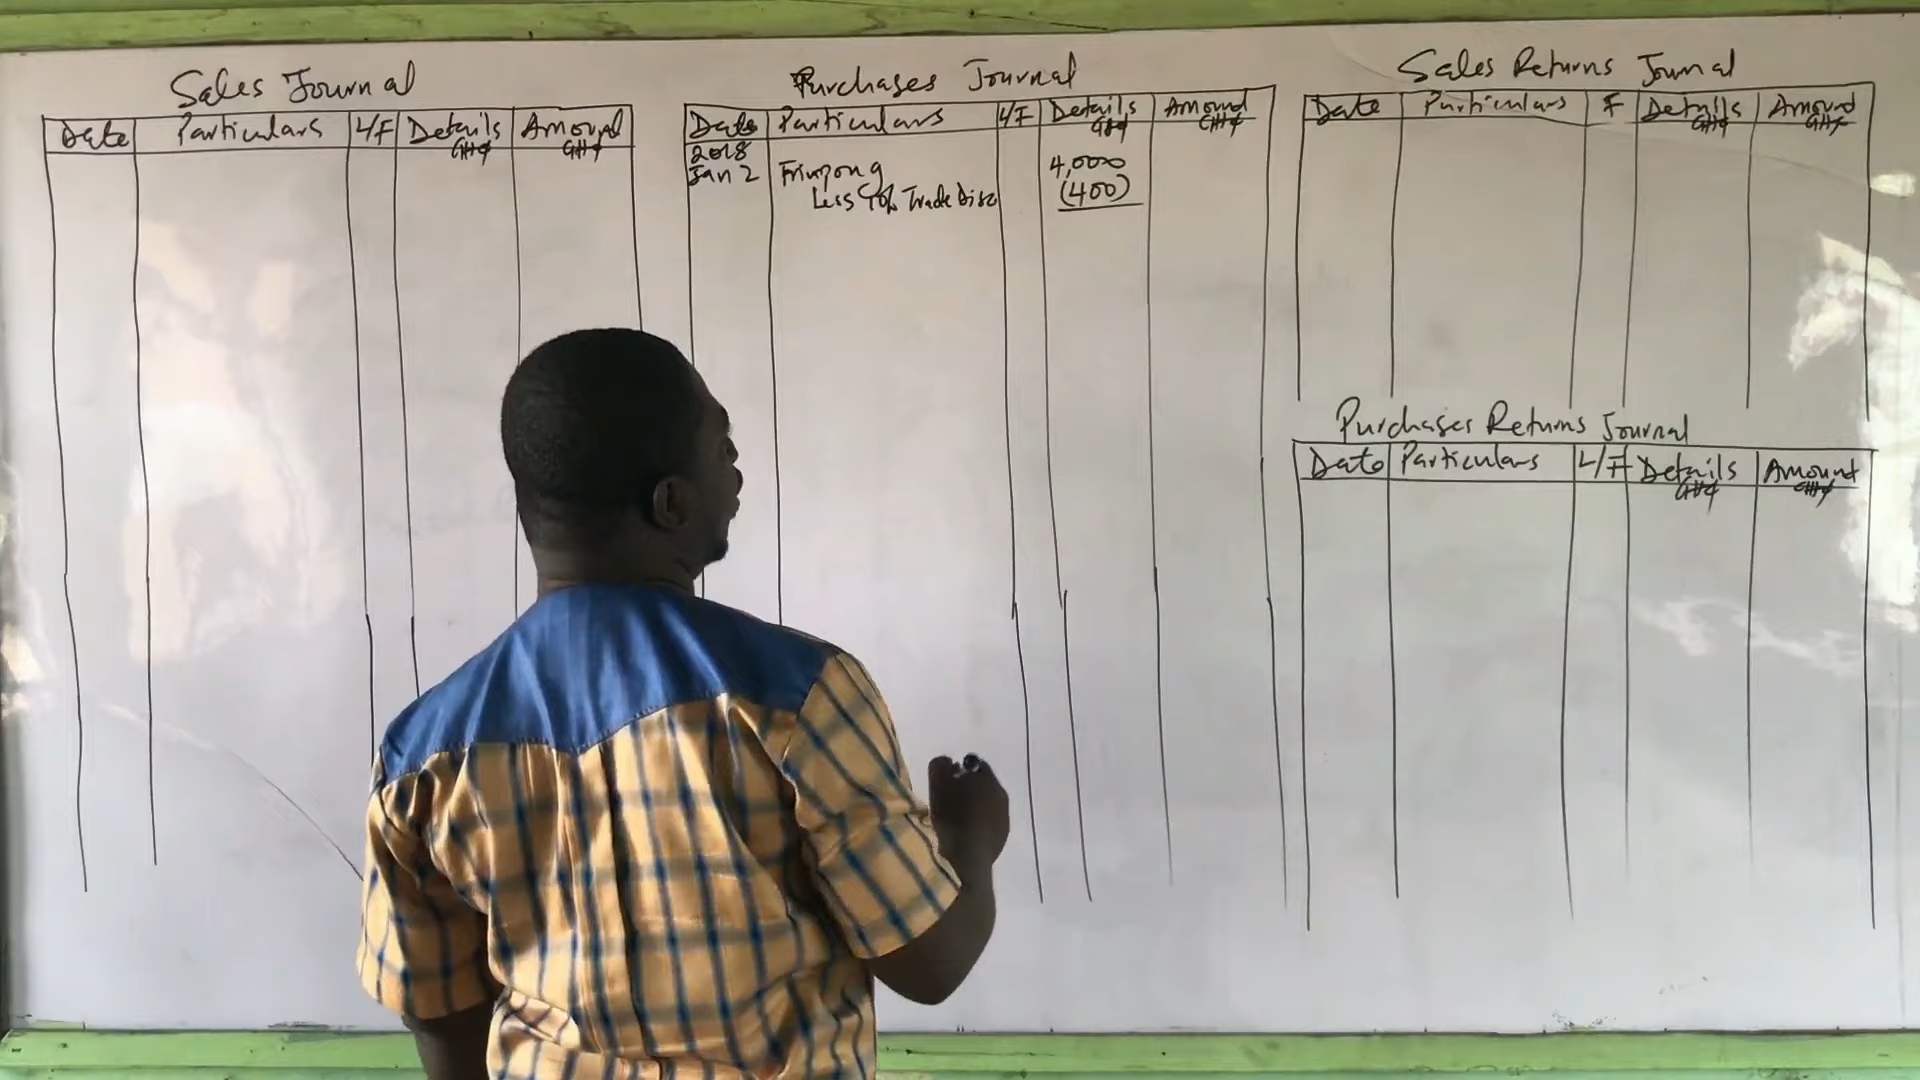 Sales Journal
Date Particulars L/F Details Amount
GH¢ GH¢
Purchases Journal
Date Particulars L/F Details Amount
GH¢ GH¢
2018
Jan 2 Frimpong 4,000
Less 10% Trade Disc (400)
Sales Returns Journal
Date Particulars F Details Amount
GH¢ GH¢
Purchases Returns Journal
Date Particulars L/F Details Amount
GH¢ GH¢